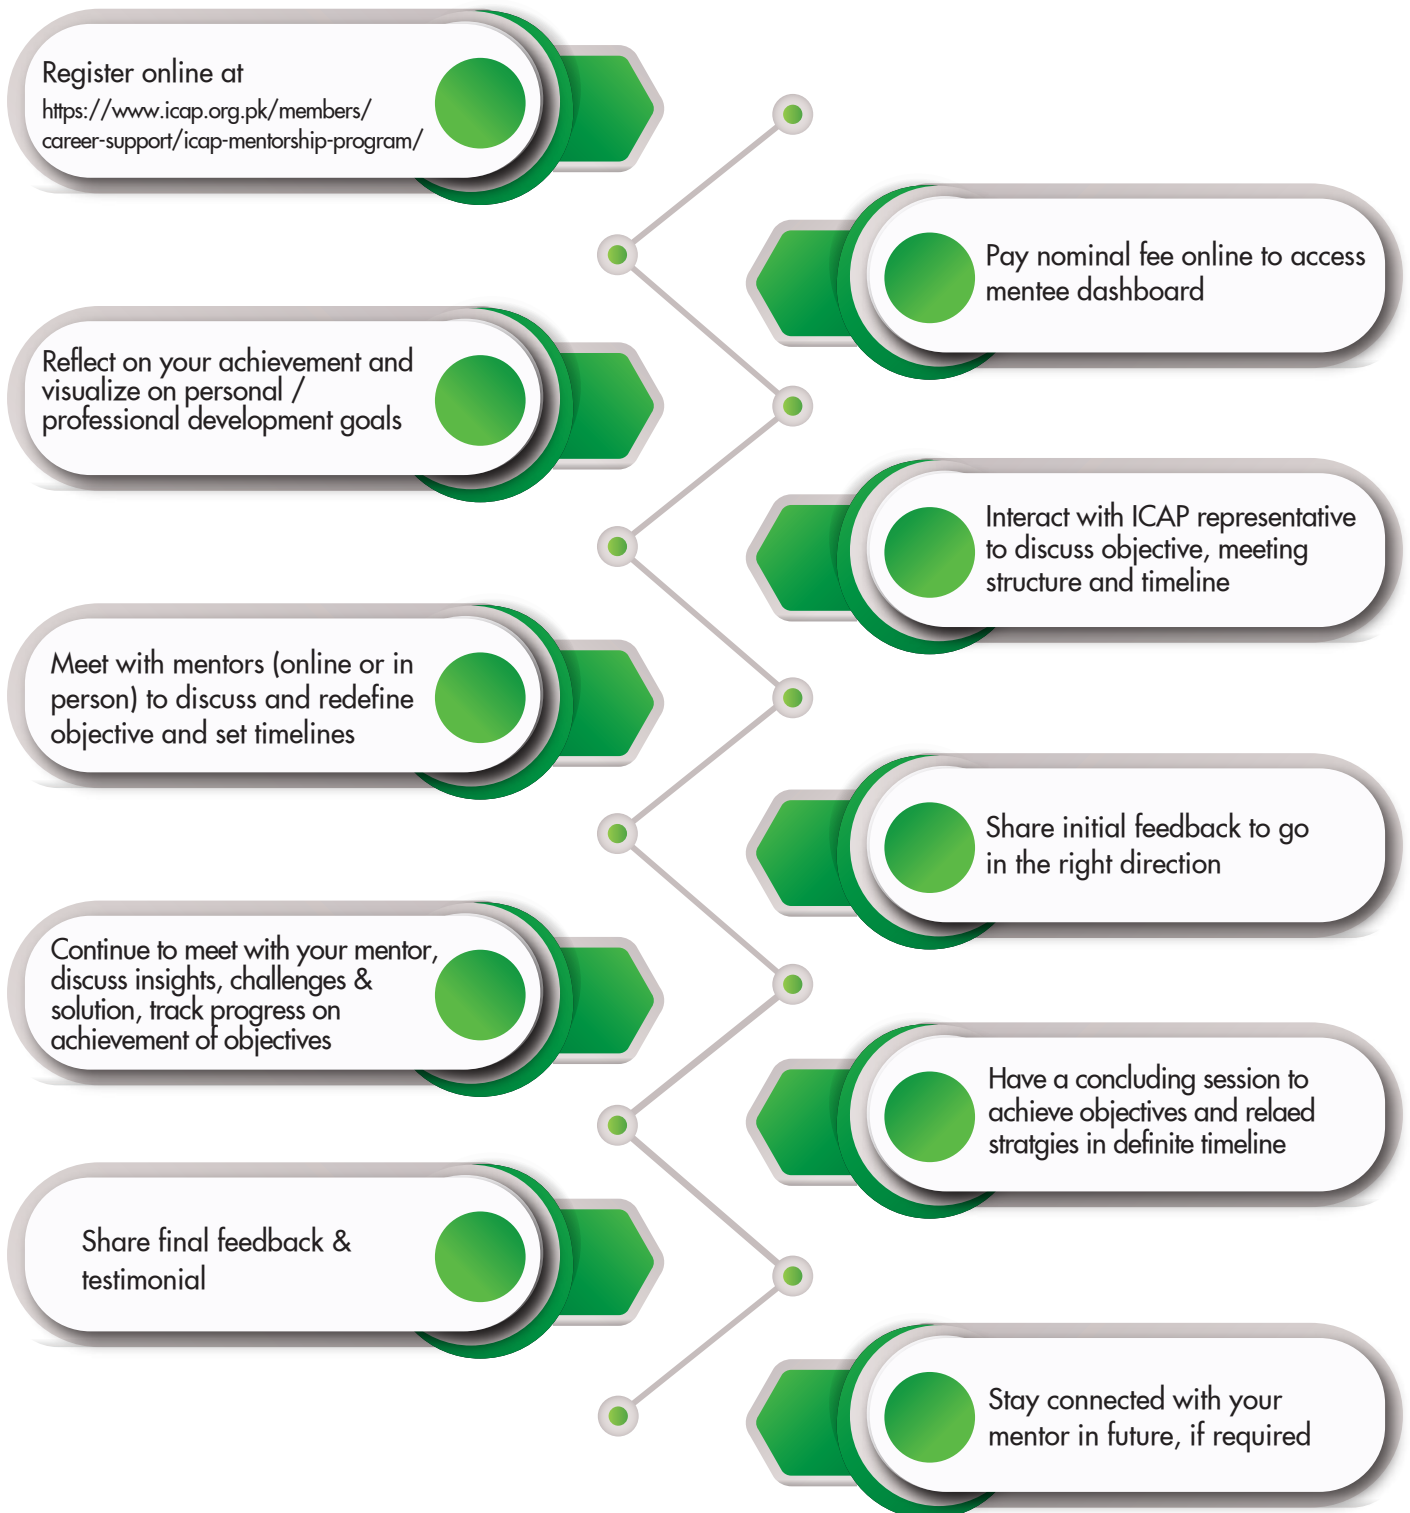 Register online at
https://www.icap.org.pk/members/
career-support/icap-mentorship-program/
Pay nominal fee online to access
mentee dashboard
Reflect on your achievement and
visualize on personal /
professional development goals
Interact with ICAP representative
to discuss objective, meeting
structure and timeline
Meet with mentors (online or in
person) to discuss and redefine
objective and set timelines
Share initial feedback to go
in the right direction
Continue to meet with your mentor,
discuss insights, challenges &
solution, track progress on
achievement of objectives
Have a concluding session to
achieve objectives and relaed
stratgies in definite timeline
Share final feedback &
testimonial
Stay connected with your
mentor in future, if required